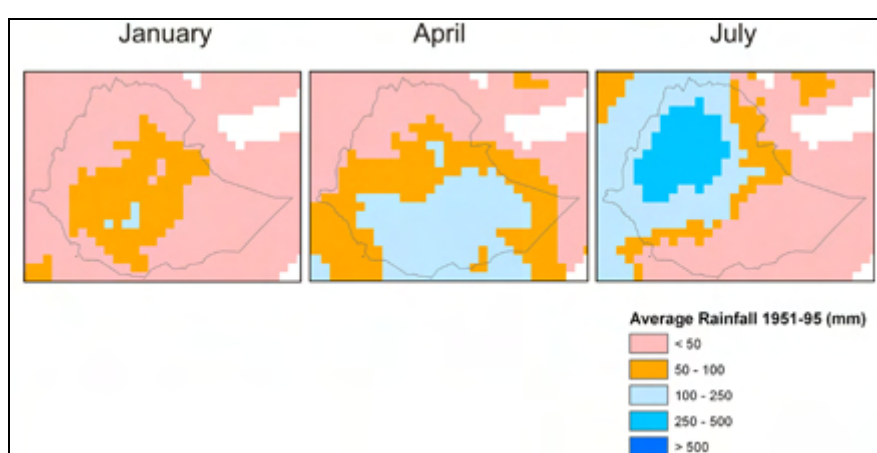 January
April
July
Average Rainfall 1951-95 (mm)
< 50
50 - 100
100 - 250
250 - 500
> 500